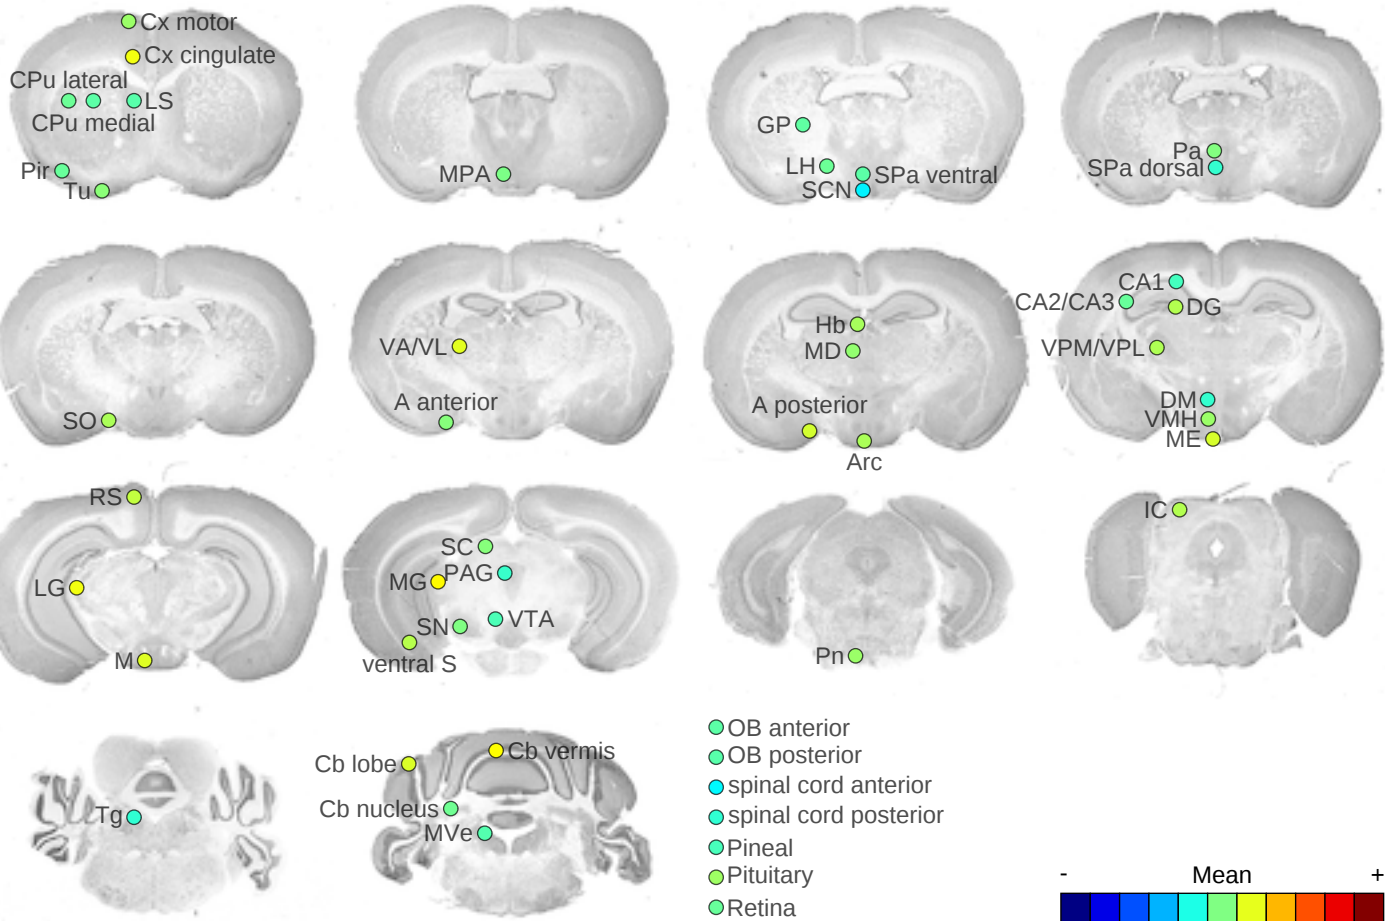 Cx motor
Cx cingulate
CPu lateral
LS
CPu medial
Pir
Tu
MPA
GP
LH
SPa ventral
SCN
Pa
SPa dorsal
SO
VA/VL
A anterior
Hb
MD
A posterior
Arc
CA1
CA2/CA3
DG
VPM/VPL
DM
VMH
ME
RS
LG
M
SC
MG
PAG
SN
VTA
ventral S
Pn
IC
Tg
Cb lobe
Cb vermis
Cb nucleus
MVe
OB anterior
OB posterior
spinal cord anterior
spinal cord posterior
Pineal
Pituitary
Retina
- Mean +